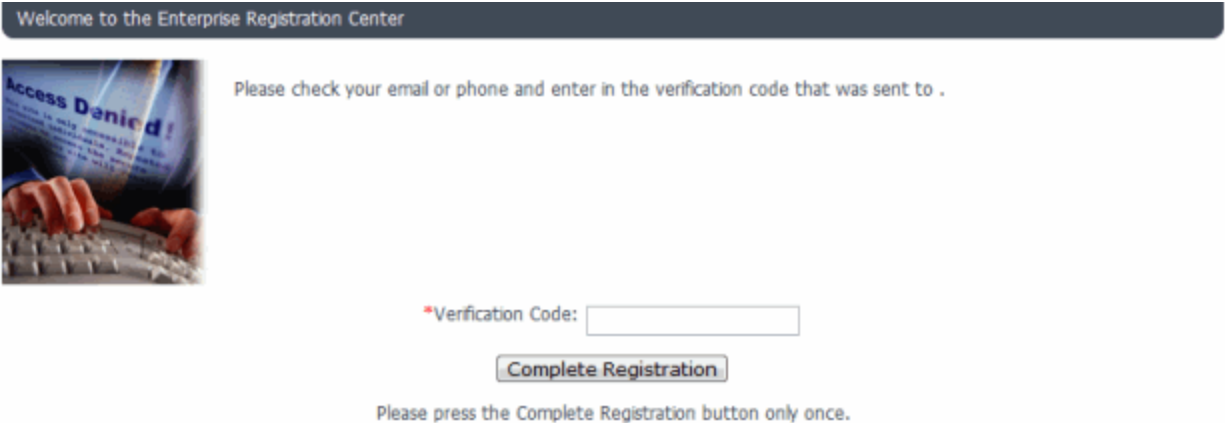 Welcome to the Enterprise Registration Center
Access Denied!
Please check your email or phone and enter in the verification code that was sent to .
*Verification Code:
Complete Registration
Please press the Complete Registration button only once.